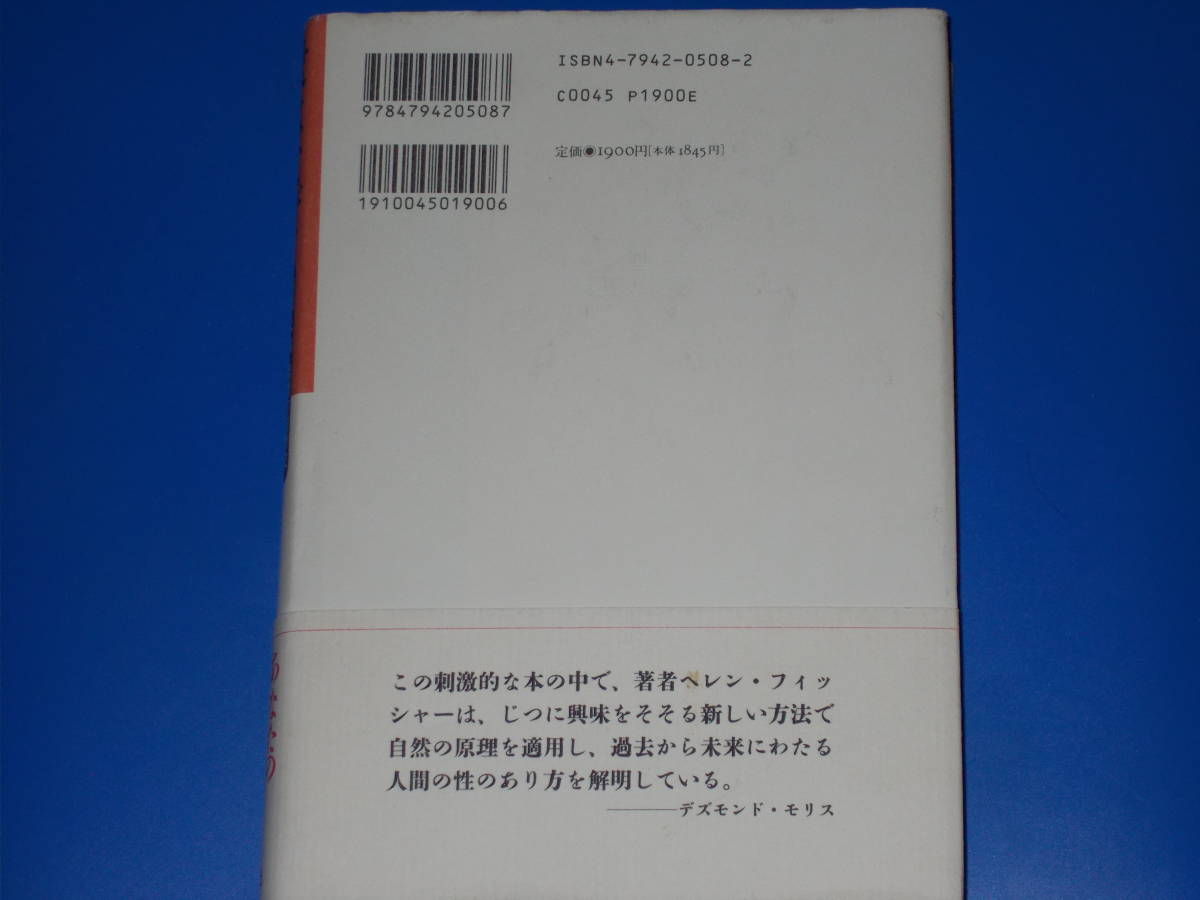 ISBN4-7942-0508-2
C0045 P1900E
9784794205087
定価◉1900円[本体1845円]
1910045019006
この刺激的な本の中で、著者ヘレン・フィッ
シャーは、じつに興味をそそる新しい方法で
自然の原理を適用し、過去から未来にわたる
人間の性のあり方を解明している。
———デズモンド・モリス